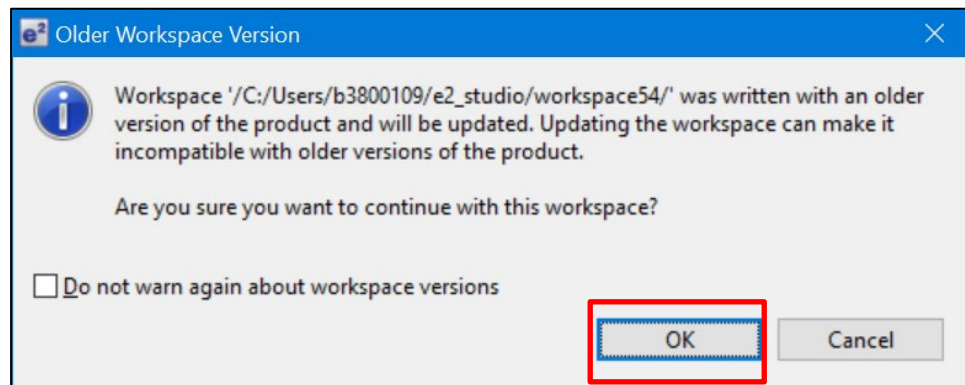 e² Older Workspace Version
Workspace '/C:/Users/b3800109/e2_studio/workspace54/' was written with an older
version of the product and will be updated. Updating the workspace can make it
incompatible with older versions of the product.
Are you sure you want to continue with this workspace?
Do not warn again about workspace versions
OK Cancel